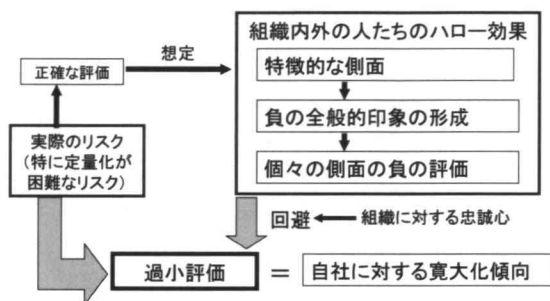 組織内外の人たちのハロー効果
想定
特徴的な側面
正確な評価
負の全般的印象の形成
実際のリスク
(特に定量化が
困難なリスク)
個々の側面の負の評価
回避
組織に対する忠誠心
過小評価
=
自社に対する寛大化傾向